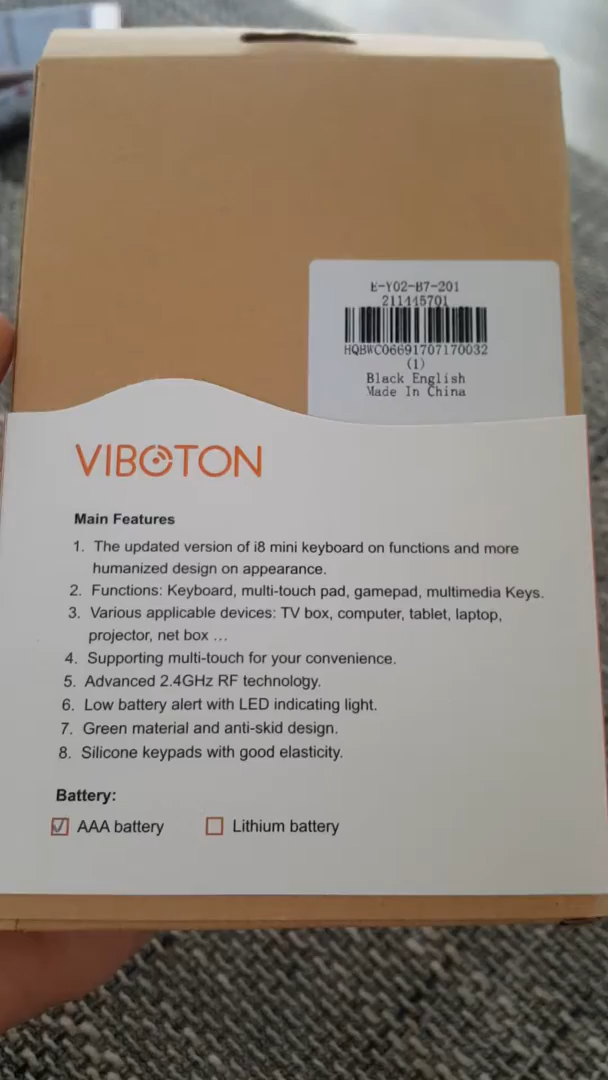 E-Y02-B7-201
211445701
HQBWC06691707170032
(1)
Black English
Made In China
VIBOTON
Main Features
1. The updated version of i8 mini keyboard on functions and more
humanized design on appearance.
2. Functions: Keyboard, multi-touch pad, gamepad, multimedia Keys.
3. Various applicable devices: TV box, computer, tablet, laptop,
projector, net box ...
4. Supporting multi-touch for your convenience.
5. Advanced 2.4GHz RF technology.
6. Low battery alert with LED indicating light.
7. Green material and anti-skid design.
8. Silicone keypads with good elasticity.
Battery:
AAA battery Lithium battery